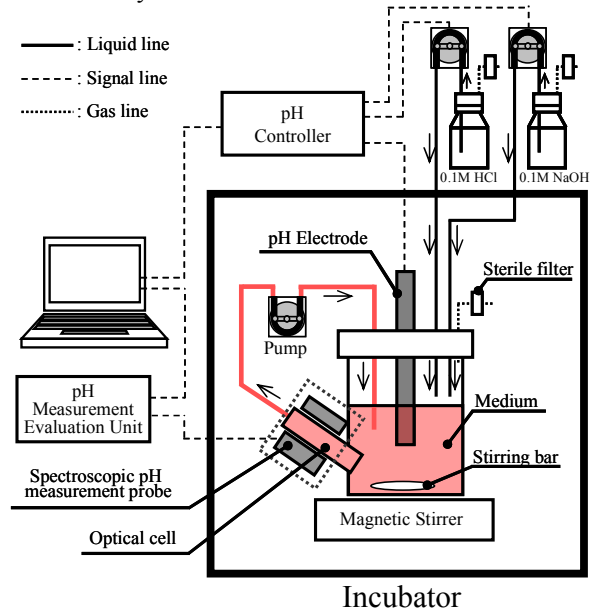 : Liquid line
: Signal line
: Gas line
pH
Controller
0.1M HCl
0.1M NaOH
pH Electrode
Sterile filter
Pump
pH
Measurement
Evaluation Unit
Medium
Stirring bar
Spectroscopic pH
measurement probe
Magnetic Stirrer
Optical cell
Incubator